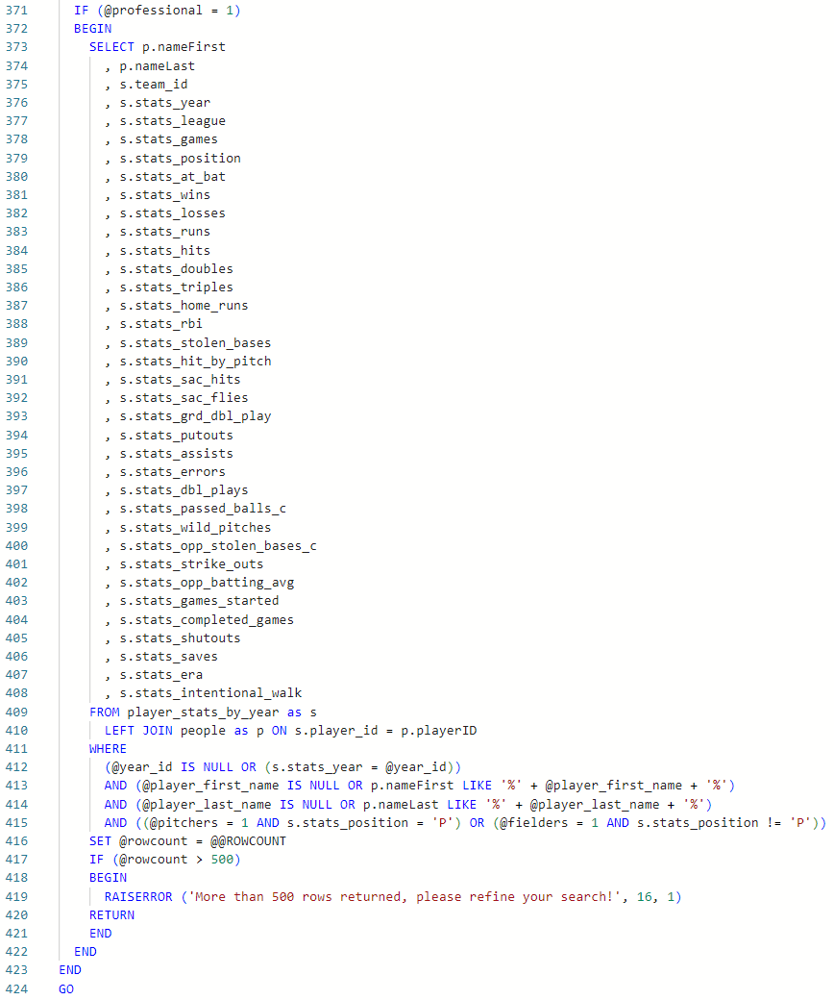 371 IF (@professional = 1)
372 BEGIN
373 SELECT p.nameFirst
374 , p.nameLast
375 , s.team_id
376 , s.stats_year
377 , s.stats_league
378 , s.stats_games
379 , s.stats_position
380 , s.stats_at_bat
381 , s.stats_wins
382 , s.stats_losses
383 , s.stats_runs
384 , s.stats_hits
385 , s.stats_doubles
386 , s.stats_triples
387 , s.stats_home_runs
388 , s.stats_rbi
389 , s.stats_stolen_bases
390 , s.stats_hit_by_pitch
391 , s.stats_sac_hits
392 , s.stats_sac_flies
393 , s.stats_grd_dbl_play
394 , s.stats_putouts
395 , s.stats_assists
396 , s.stats_errors
397 , s.stats_dbl_plays
398 , s.stats_passed_balls_c
399 , s.stats_wild_pitches
400 , s.stats_opp_stolen_bases_c
401 , s.stats_strike_outs
402 , s.stats_opp_batting_avg
403 , s.stats_games_started
404 , s.stats_completed_games
405 , s.stats_shutouts
406 , s.stats_saves
407 , s.stats_era
408 , s.stats_intentional_walk
409 FROM player_stats_by_year as s
410 LEFT JOIN people as p ON s.player_id = p.playerID
411 WHERE
412 (@year_id IS NULL OR (s.stats_year = @year_id))
413 AND (@player_first_name IS NULL OR p.nameFirst LIKE '%' + @player_first_name + '%')
414 AND (@player_last_name IS NULL OR p.nameLast LIKE '%' + @player_last_name + '%')
415 AND ((@pitchers = 1 AND s.stats_position = 'P') OR (@fielders = 1 AND s.stats_position != 'P'))
416 SET @rowcount = @@ROWCOUNT
417 IF (@rowcount > 500)
418 BEGIN
419 RAISERROR ('More than 500 rows returned, please refine your search!', 16, 1)
420 RETURN
421 END
422 END
423 END
424 GO